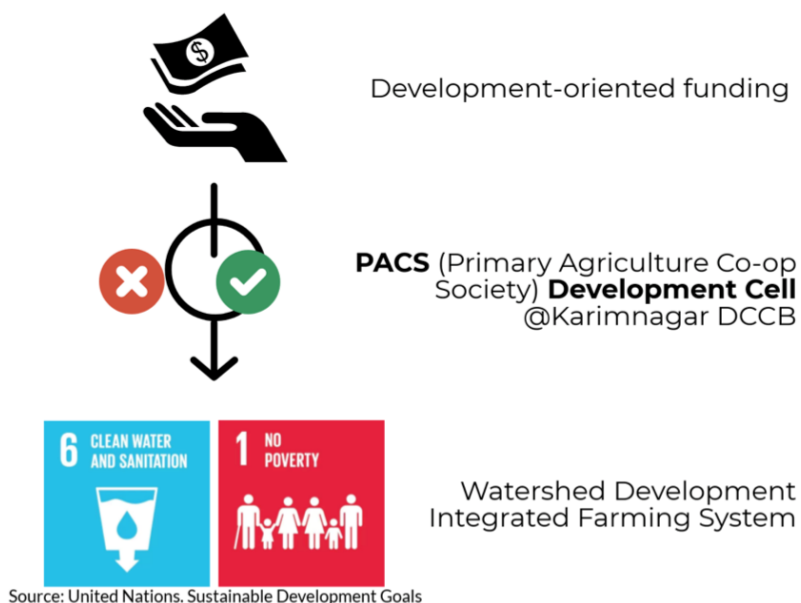 $
Development-oriented funding
PACS (Primary Agriculture Co-op
Society) Development Cell
@Karimnagar DCCB
6 CLEAN WATER
AND SANITATION
1 NO
POVERTY
Watershed Development
Integrated Farming System
Source: United Nations. Sustainable Development Goals